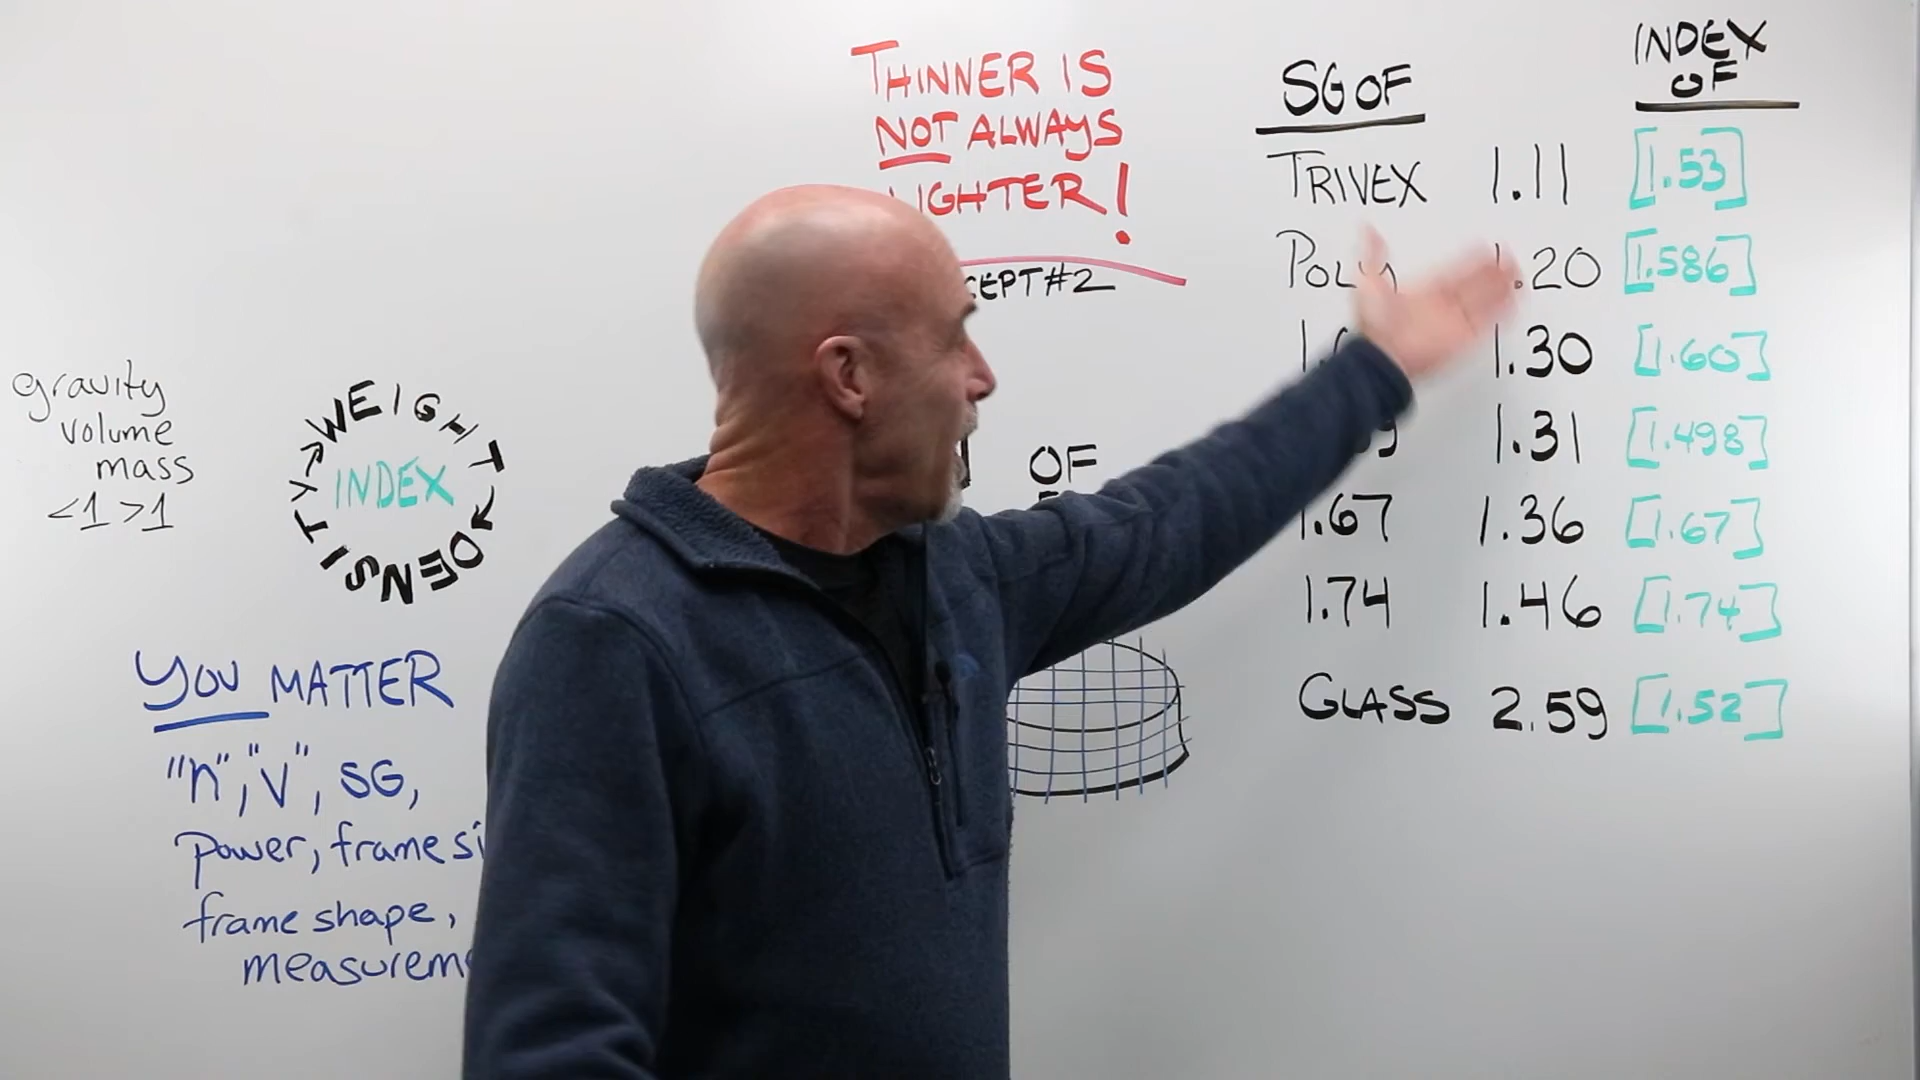 THINNER IS
NOT ALWAYS
LIGHTER!
CEPT #2
gravity
volume
mass
<1 >1
WEIGHT → DENSITY →
INDEX
OF
YOU MATTER
"n", "v", SG,
power, frame si
frame shape,
measureme
SG OF
INDEX
OF
TRIVEX 1.11 [1.53]
POLY 1.20 [1.586]
1.30 [1.60]
1.31 [1.498]
1.67 1.36 [1.67]
1.74 1.46 [1.74]
GLASS 2.59 [1.52]